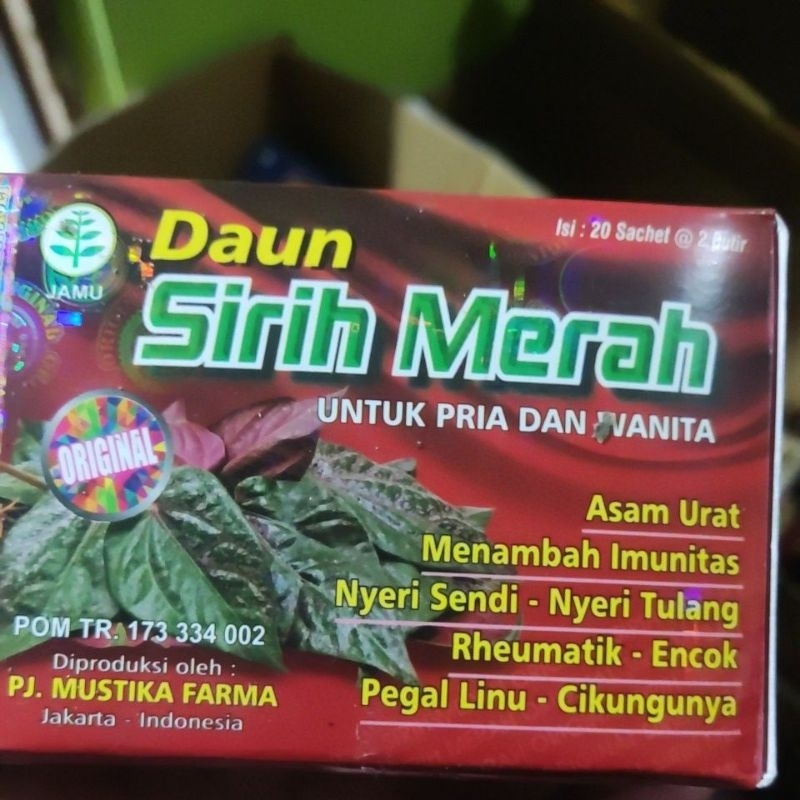 Isi : 20 Sachet @ 2 Butir
JAMU
Daun
Sirih Merah
UNTUK PRIA DAN WANITA
ORIGINAL
Asam Urat
Menambah Imunitas
Nyeri Sendi - Nyeri Tulang
Rheumatik - Encok
Pegal Linu - Cikungunya
POM TR. 173 334 002
Diproduksi oleh :
PJ. MUSTIKA FARMA
Jakarta - Indonesia